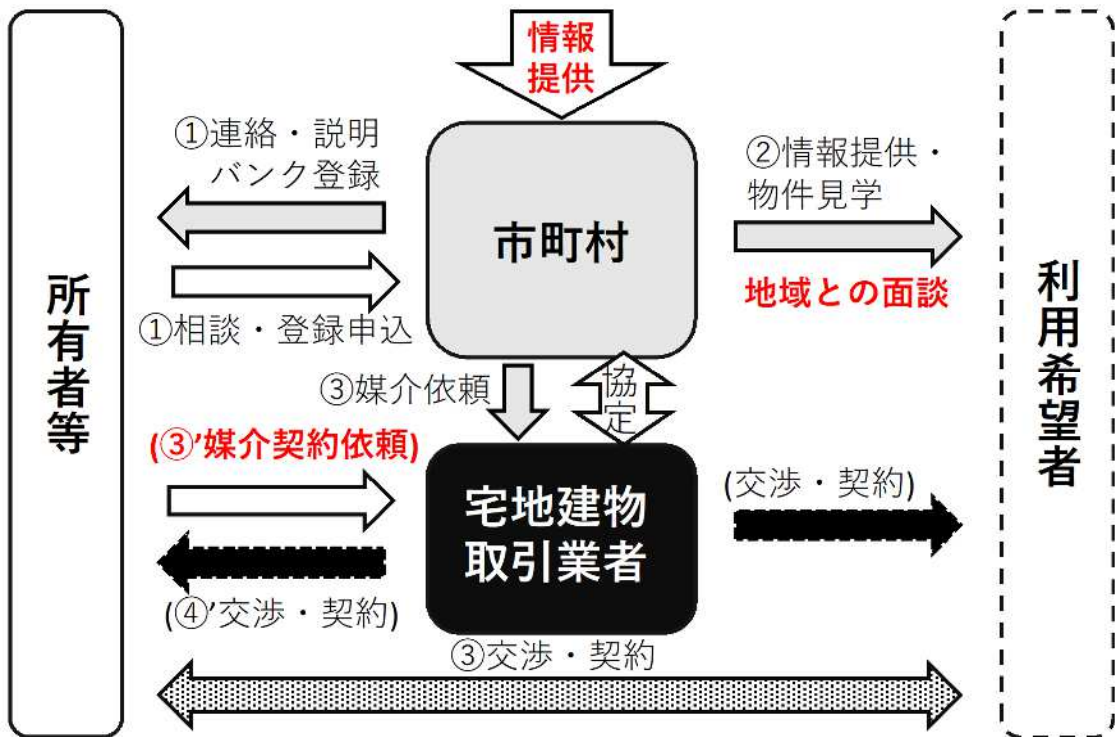 情報
提供
①連絡・説明
バンク登録
②情報提供・
物件見学
市町村
地域との面談
①相談・登録申込
所有者等
利用希望者
③媒介依頼
協定
(③’媒介契約依頼)
宅地建物
取引業者
(交渉・契約)
(④’交渉・契約)
③交渉・契約